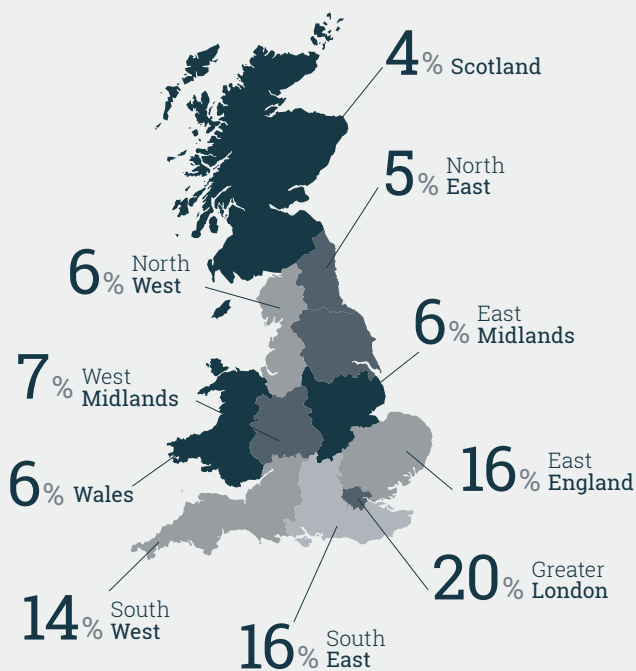 4% Scotland
5% North
East
6% North
West
6% East
Midlands
7% West
Midlands
16% East
England
6% Wales
20% Greater
London
14% South
West
16% South
East